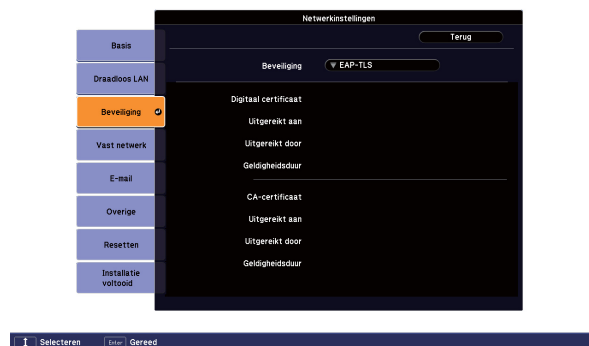 Netwerkinstellingen
Terug
Basis
Draadloos LAN
Beveiliging
Vast netwerk
E-mail
Overige
Resetten
Installatie
voltooid
Beveiliging
EAP-TLS
Digitaal certificaat
Uitgereikt aan
Uitgereikt door
Geldigheidsduur
CA-certificaat
Uitgereikt aan
Uitgereikt door
Geldigheidsduur
Selecteren
Enter Gereed